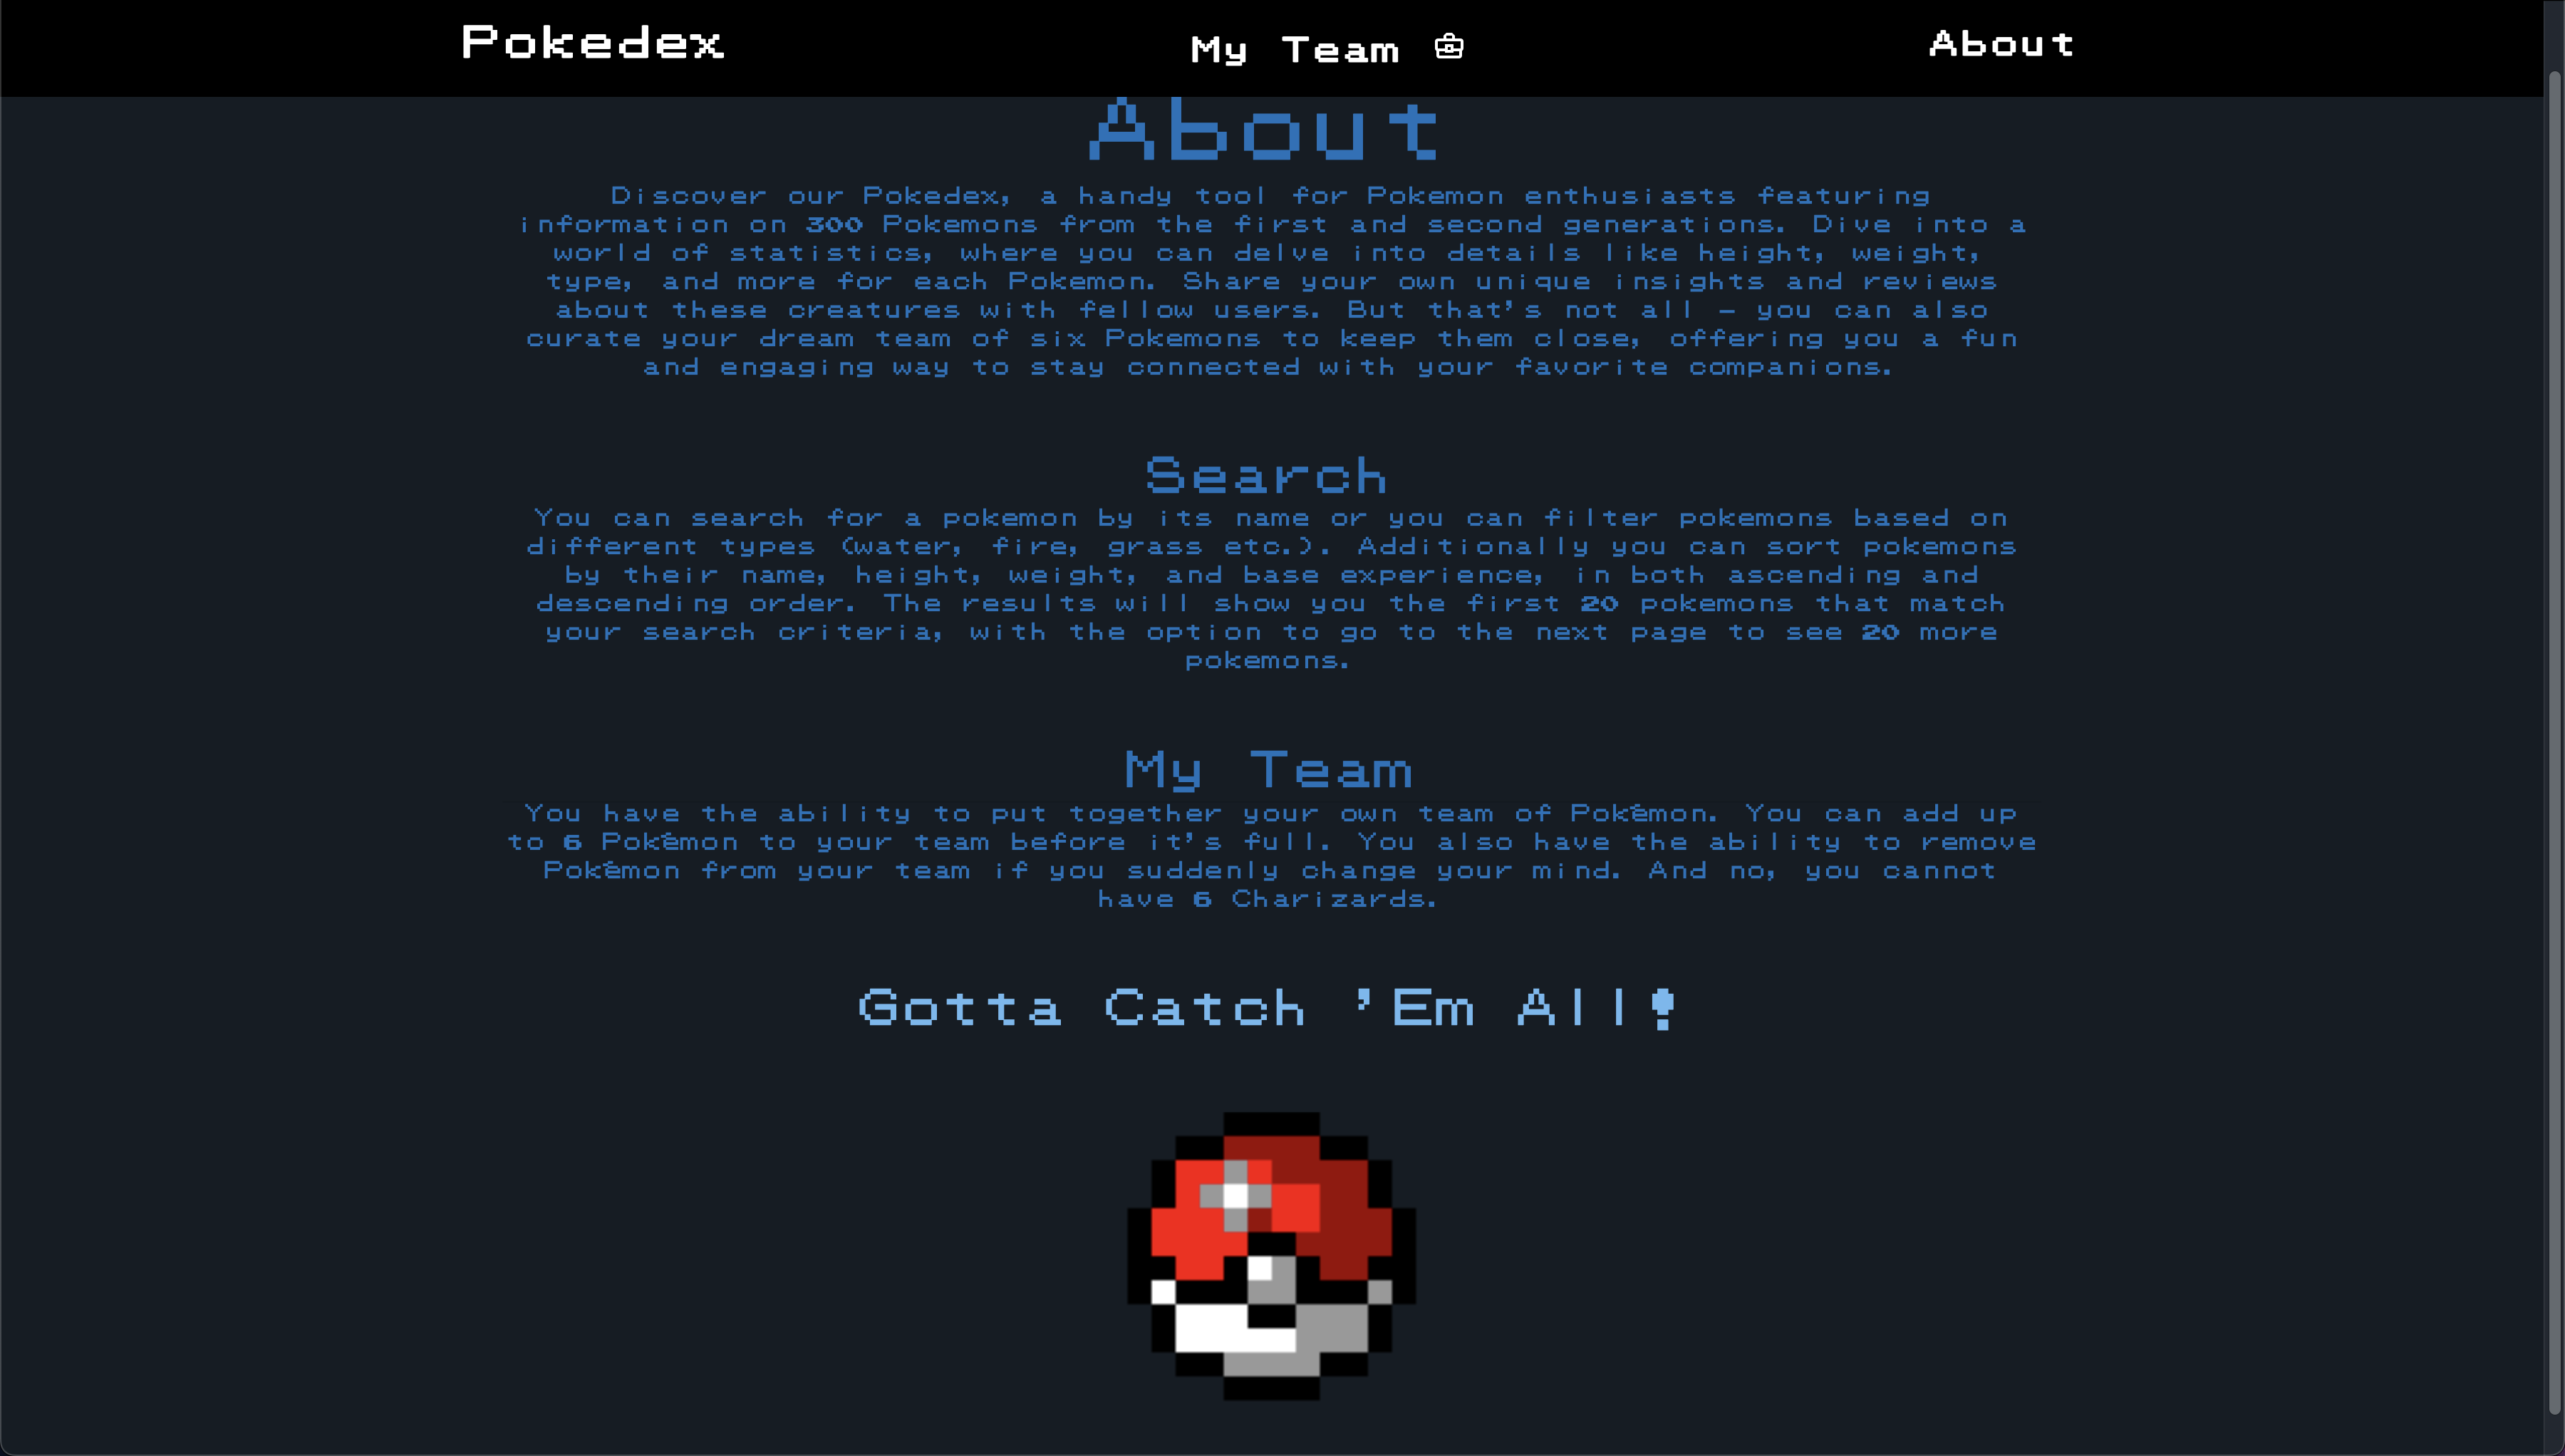 Pokedex
My Team
About
About
Discover our Pokedex, a handy tool for Pokemon enthusiasts featuring
information on 300 Pokemons from the first and second generations. Dive into a
world of statistics, where you can delve into details like height, weight,
type, and more for each Pokemon. Share your own unique insights and reviews
about these creatures with fellow users. But that's not all – you can also
curate your dream team of six Pokemons to keep them close, offering you a fun
and engaging way to stay connected with your favorite companions.
Search
You can search for a pokemon by its name or you can filter pokemons based on
different types (water, fire, grass etc.). Additionally you can sort pokemons
by their name, height, weight, and base experience, in both ascending and
descending order. The results will show you the first 20 pokemons that match
your search criteria, with the option to go to the next page to see 20 more
pokemons.
My Team
You have the ability to put together your own team of Pokémon. You can add up
to 6 Pokémon to your team before it's full. You also have the ability to remove
Pokémon from your team if you suddenly change your mind. And no, you cannot
have 6 Charizards.
Gotta Catch 'Em All!